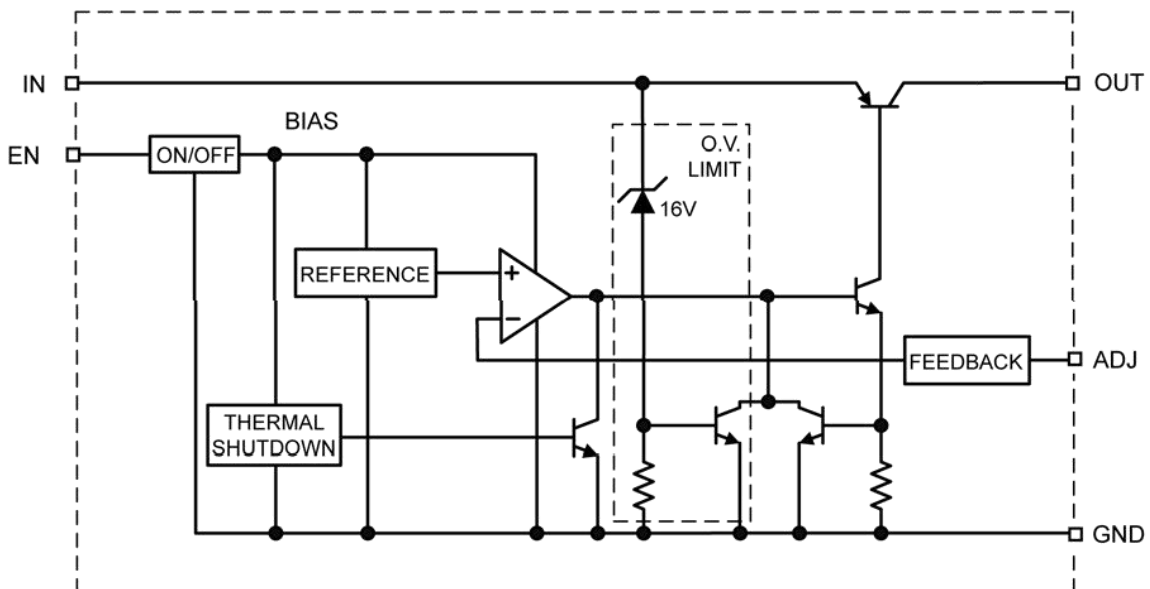 IN
OUT
BIAS
EN
ON/OFF
O.V.
LIMIT
16V
REFERENCE
+
−
FEEDBACK
ADJ
THERMAL
SHUTDOWN
GND